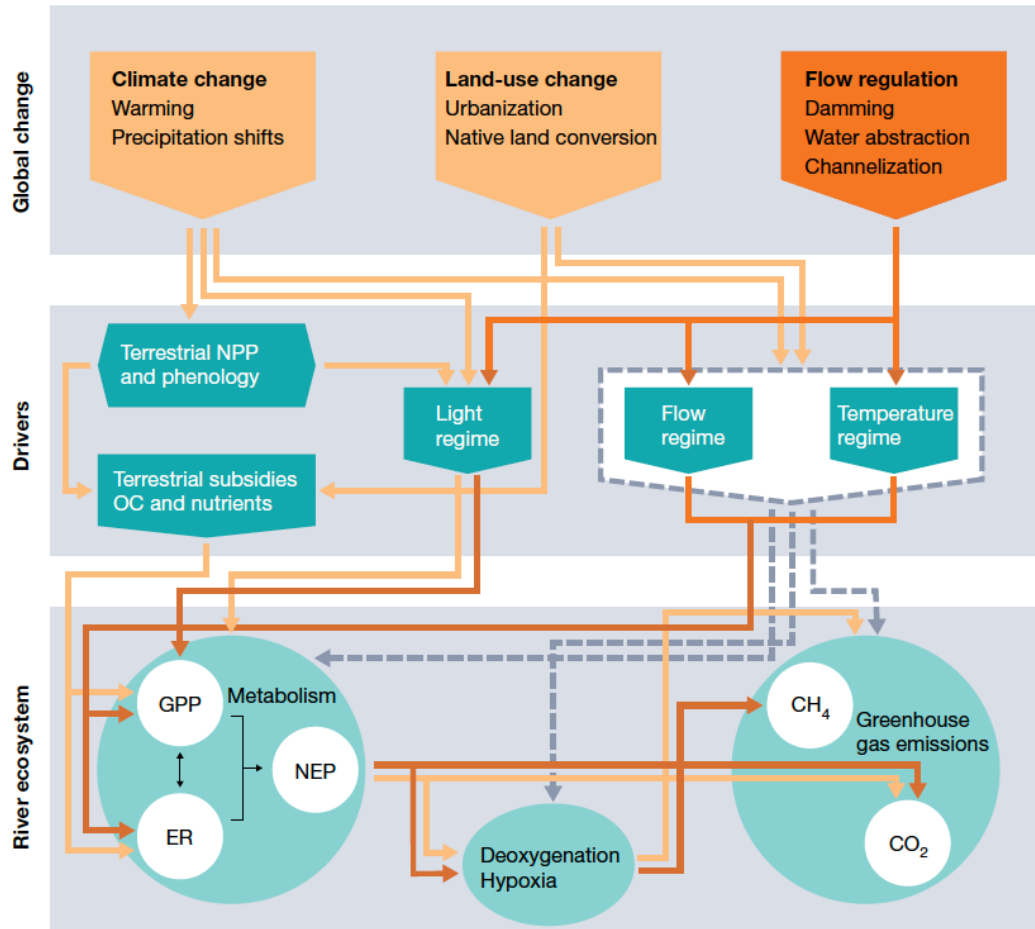 Global change
Climate change
Warming
Precipitation shifts
Land-use change
Urbanization
Native land conversion
Flow regulation
Damming
Water abstraction
Channelization
Drivers
Terrestrial NPP
and phenology
Light
regime
Flow
regime
Temperature
regime
Terrestrial subsidies
OC and nutrients
River ecosystem
GPP
Metabolism
NEP
ER
Deoxygenation
Hypoxia
CH₄
Greenhouse
gas emissions
CO₂